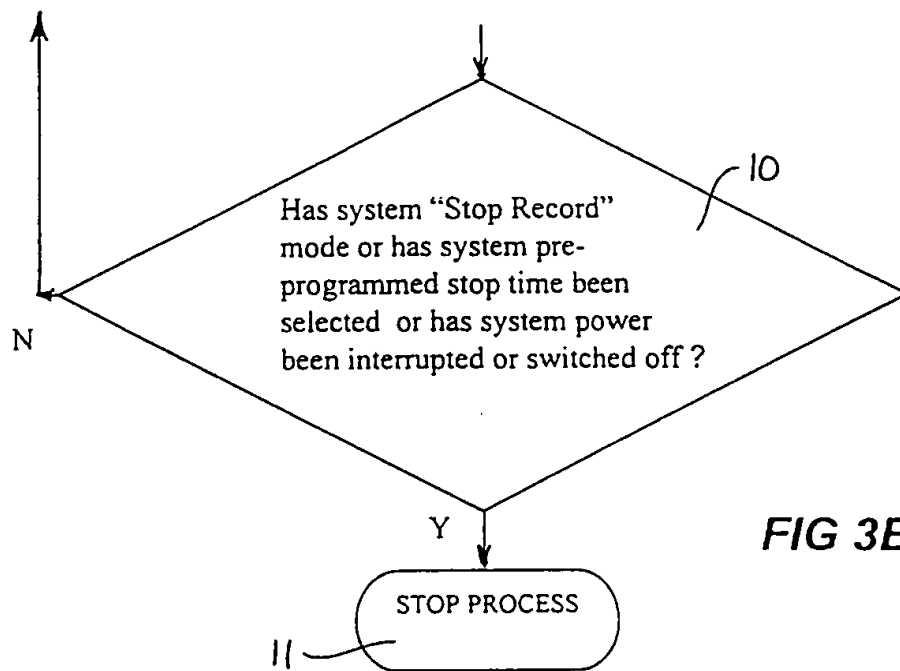 10
Has system “Stop Record”
mode or has system pre-
programmed stop time been
selected or has system power
been interrupted or switched off ?
N
Y
FIG 3B
STOP PROCESS
11